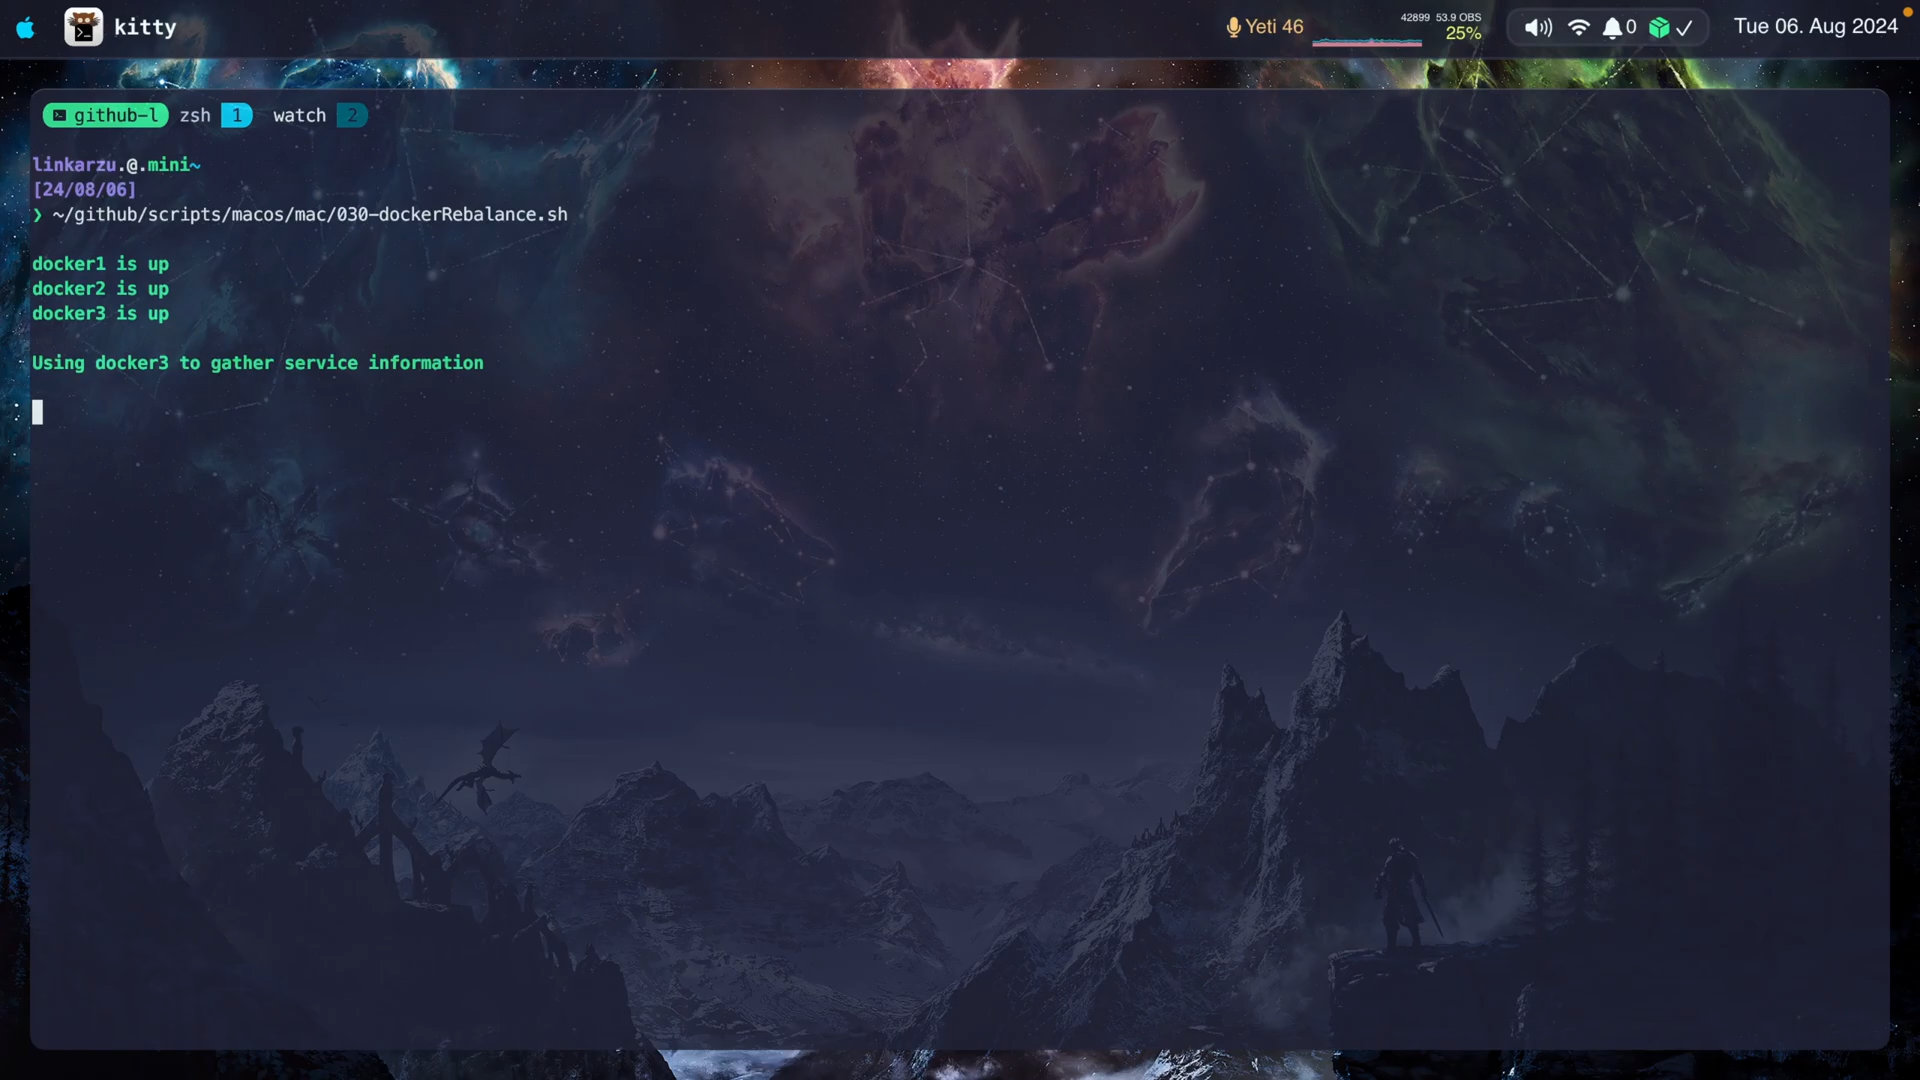 kitty
Yeti 46
42899 53.9 OBS
25%
0
Tue 06. Aug 2024
github-l zsh 1 watch 2
linkarzu.@.mini~
[24/08/06]
❯ ~/github/scripts/macos/mac/030-dockerRebalance.sh
docker1 is up
docker2 is up
docker3 is up
Using docker3 to gather service information